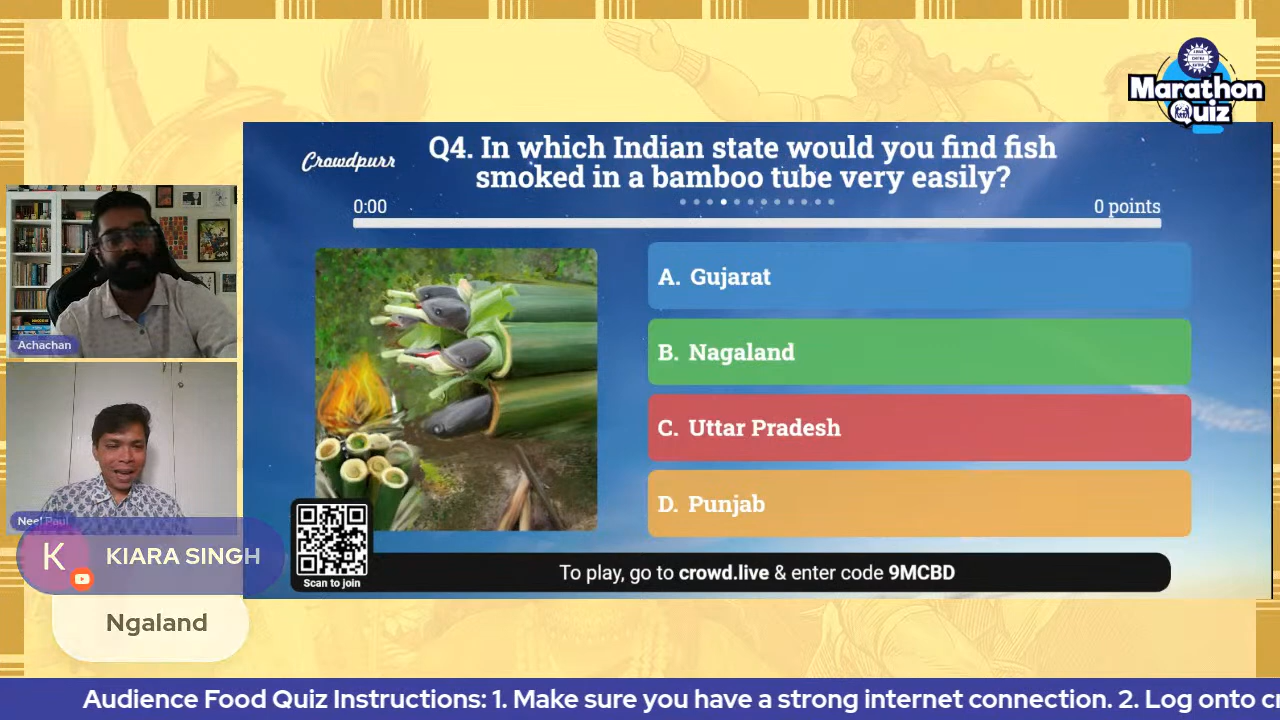 Marathon
Quiz
Crowdpurr
Q4. In which Indian state would you find fish
smoked in a bamboo tube very easily?
0:00
0 points
A. Gujarat
B. Nagaland
C. Uttar Pradesh
D. Punjab
Achachan
Neel Paul
K
KIARA SINGH
Ngaland
Scan to join
To play, go to crowd.live & enter code 9MCBD
Audience Food Quiz Instructions: 1. Make sure you have a strong internet connection. 2. Log onto